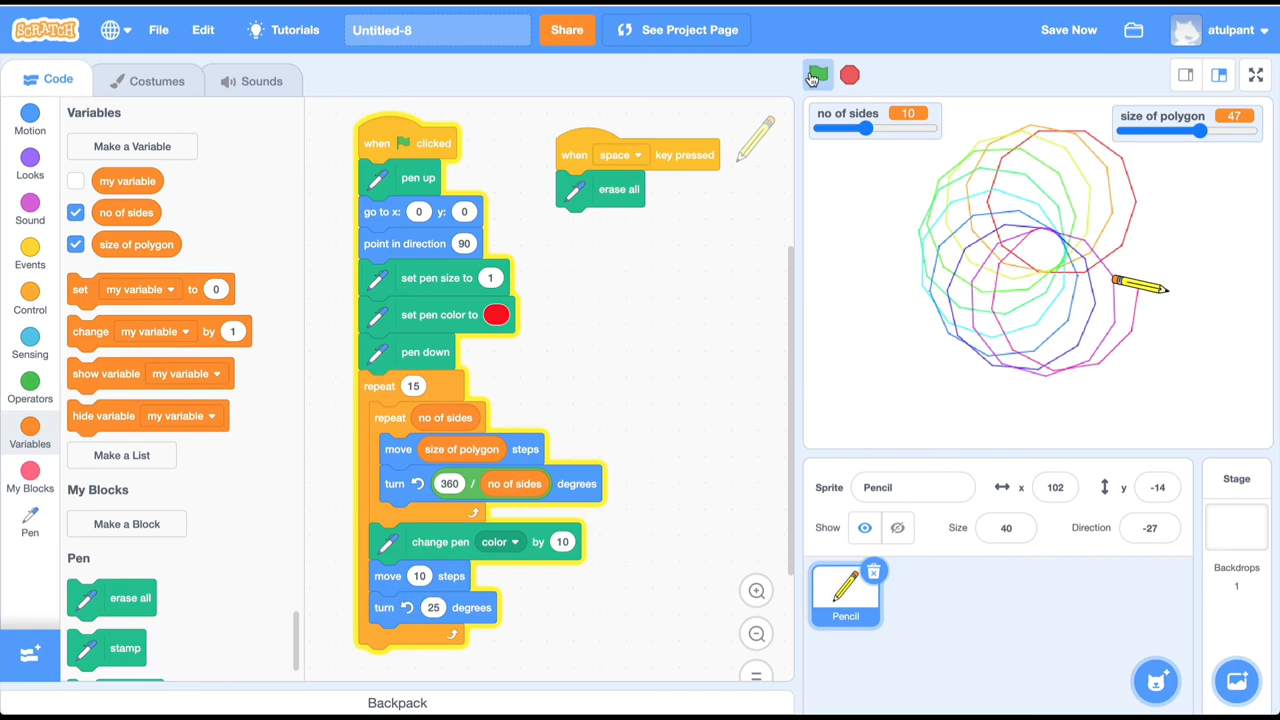 SCRATCH File Edit Tutorials Untitled-8 Share See Project Page Save Now atulpant
Code Costumes Sounds
Motion
Looks
Sound
Events
Control
Sensing
Operators
Variables
My Blocks
Pen
Variables
Make a Variable
my variable
no of sides
size of polygon
set my variable to 0
change my variable by 1
show variable my variable
hide variable my variable
Make a List
My Blocks
Make a Block
Pen
erase all
stamp
when clicked
pen up
go to x: 0 y: 0
point in direction 90
set pen size to 1
set pen color to
pen down
repeat 15
repeat no of sides
move size of polygon steps
turn 360 / no of sides degrees
change pen color by 10
move 10 steps
turn 25 degrees
when space key pressed
erase all
Backpack
no of sides 10
size of polygon 47
Sprite Pencil x 102 y -14
Show Size 40 Direction -27
Pencil
Stage
Backdrops
1